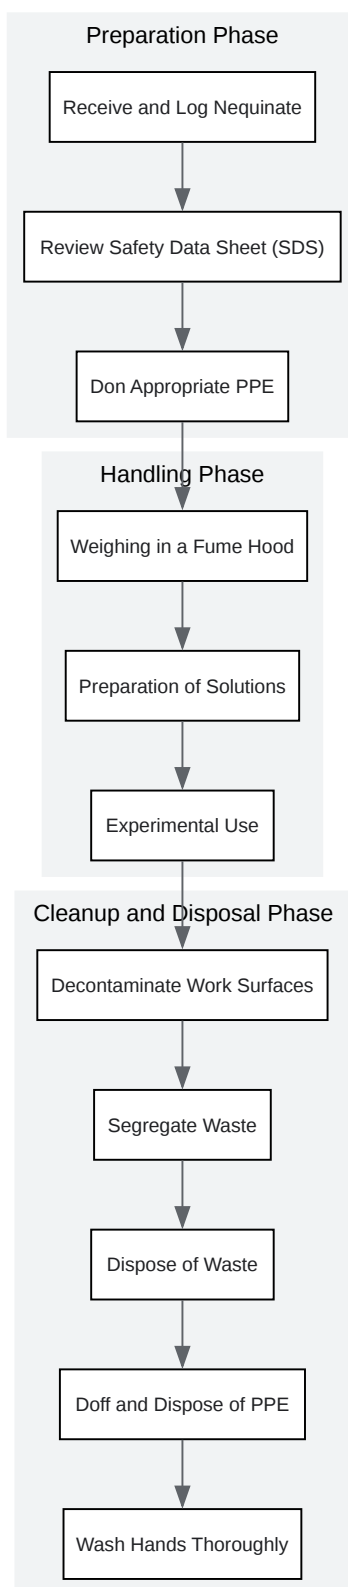 Preparation Phase
Receive and Log Nequinate
Review Safety Data Sheet (SDS)
Don Appropriate PPE
Handling Phase
Weighing in a Fume Hood
Preparation of Solutions
Experimental Use
Cleanup and Disposal Phase
Decontaminate Work Surfaces
Segregate Waste
Dispose of Waste
Doff and Dispose of PPE
Wash Hands Thoroughly